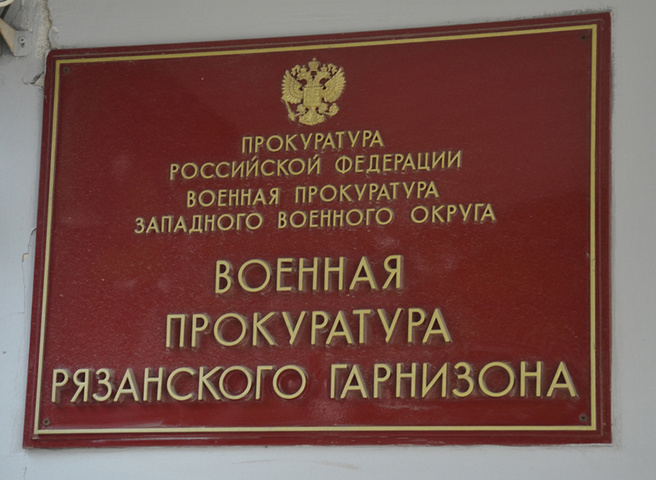 ПРОКУРАТУРА
РОССИЙСКОЙ ФЕДЕРАЦИИ
ВОЕННАЯ ПРОКУРАТУРА
ЗАПАДНОГО ВОЕННОГО ОКРУГА
ВОЕННАЯ
ПРОКУРАТУРА
РЯЗАНСКОГО ГАРНИЗОНА